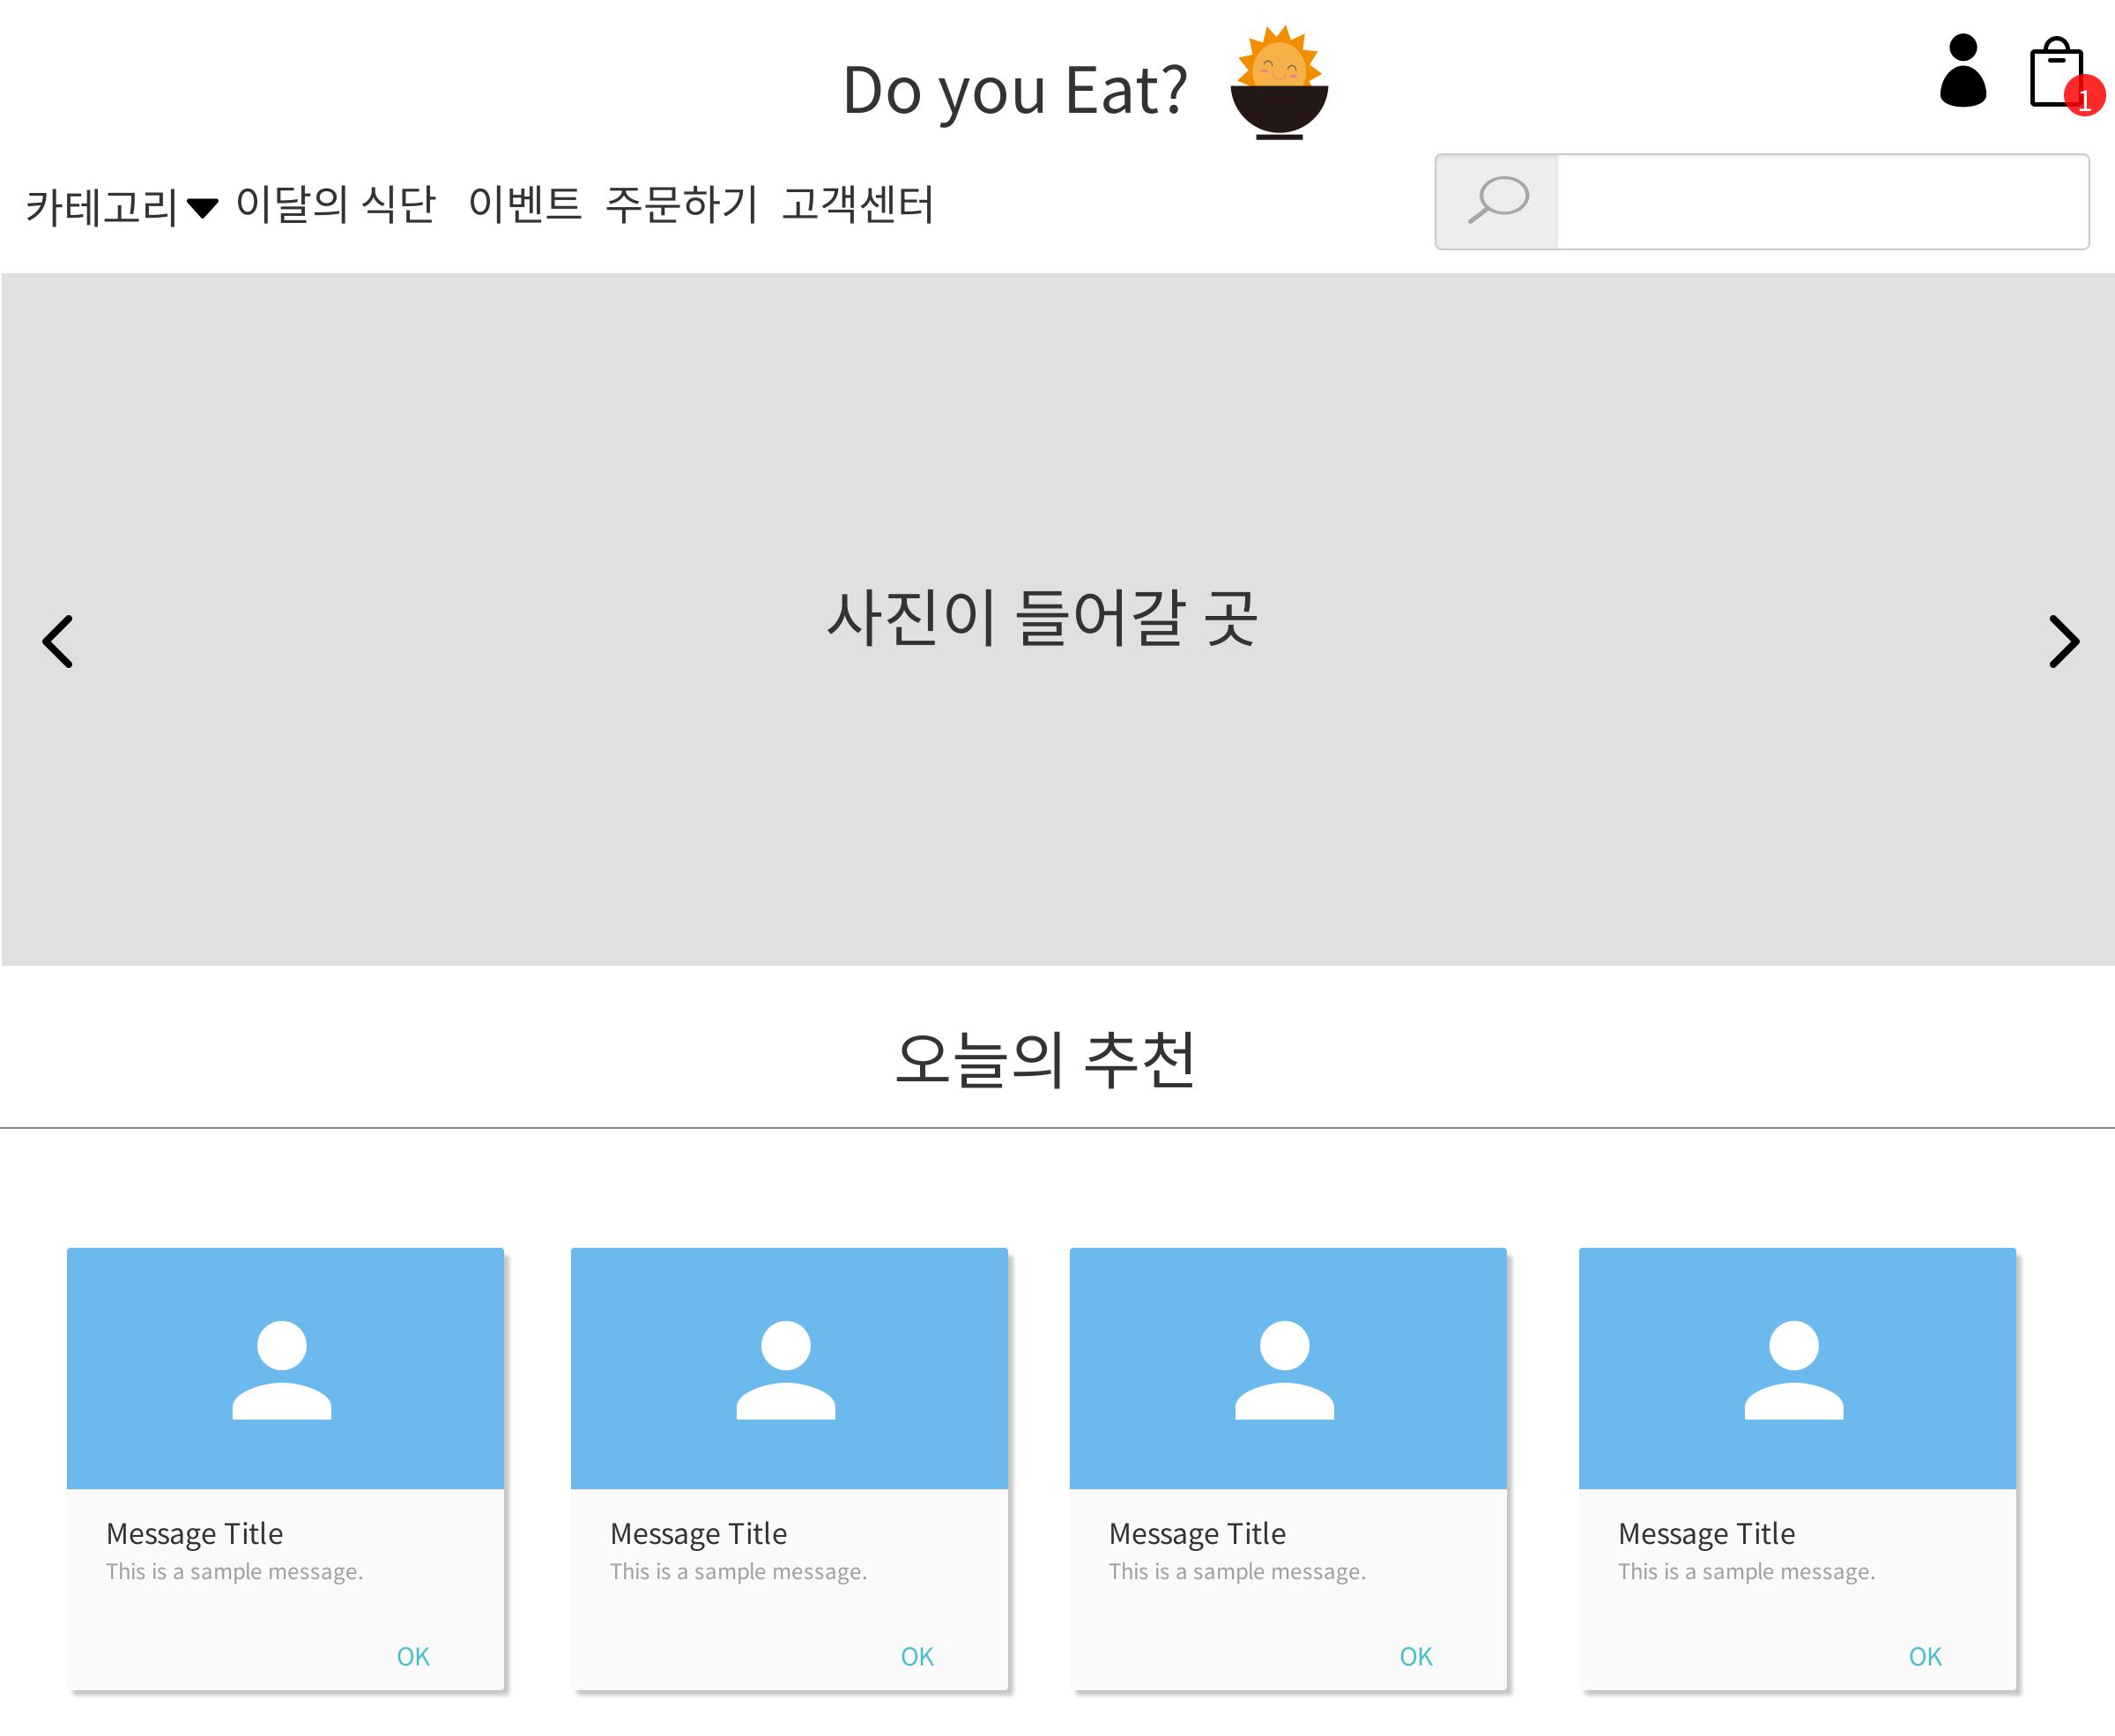 Do you Eat?
1
카테고리 이달의 식단 이벤트 주문하기 고객센터
사진이 들어갈 곳
오늘의 추천
Message Title Message Title Message Title Message Title
This is a sample message. This is a sample message. This is a sample message. This is a sample message.
OK OK OK OK